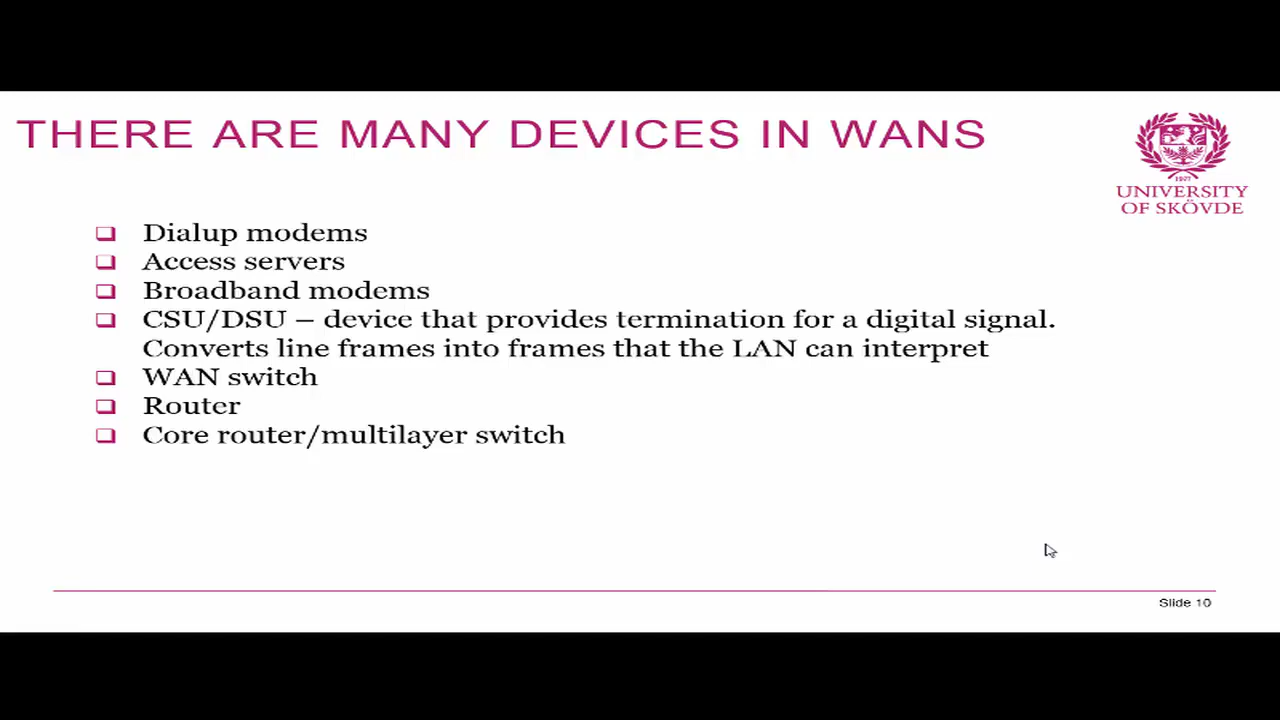 THERE ARE MANY DEVICES IN WANS
1977
UNIVERSITY
OF SKÖVDE
Dialup modems
Access servers
Broadband modems
CSU/DSU – device that provides termination for a digital signal.
Converts line frames into frames that the LAN can interpret
WAN switch
Router
Core router/multilayer switch
Slide 10